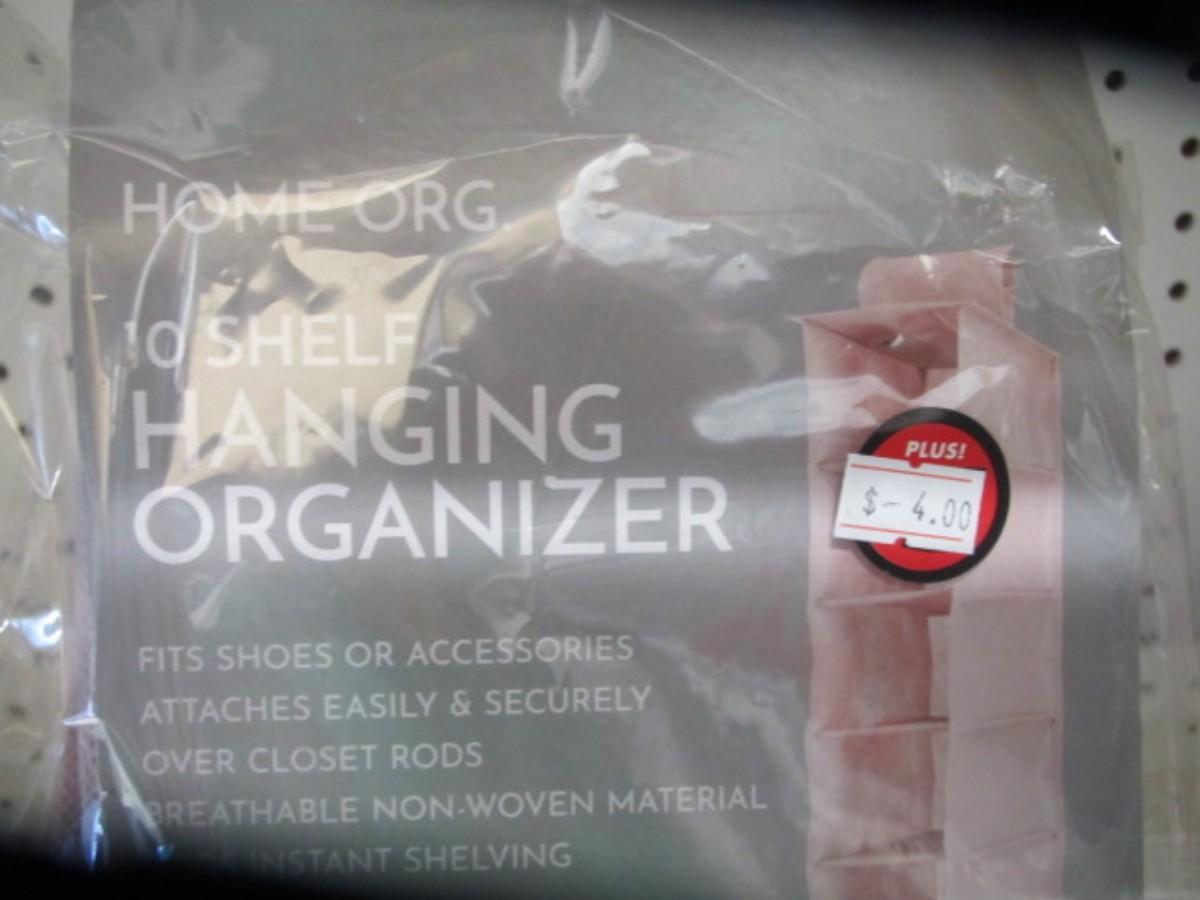 HOME ORG.
10 SHELF
HANGING
ORGANIZER
PLUS!
$- 4.00
FITS SHOES OR ACCESSORIES
ATTACHES EASILY & SECURELY
OVER CLOSET RODS
BREATHABLE NON-WOVEN MATERIAL
INSTANT SHELVING